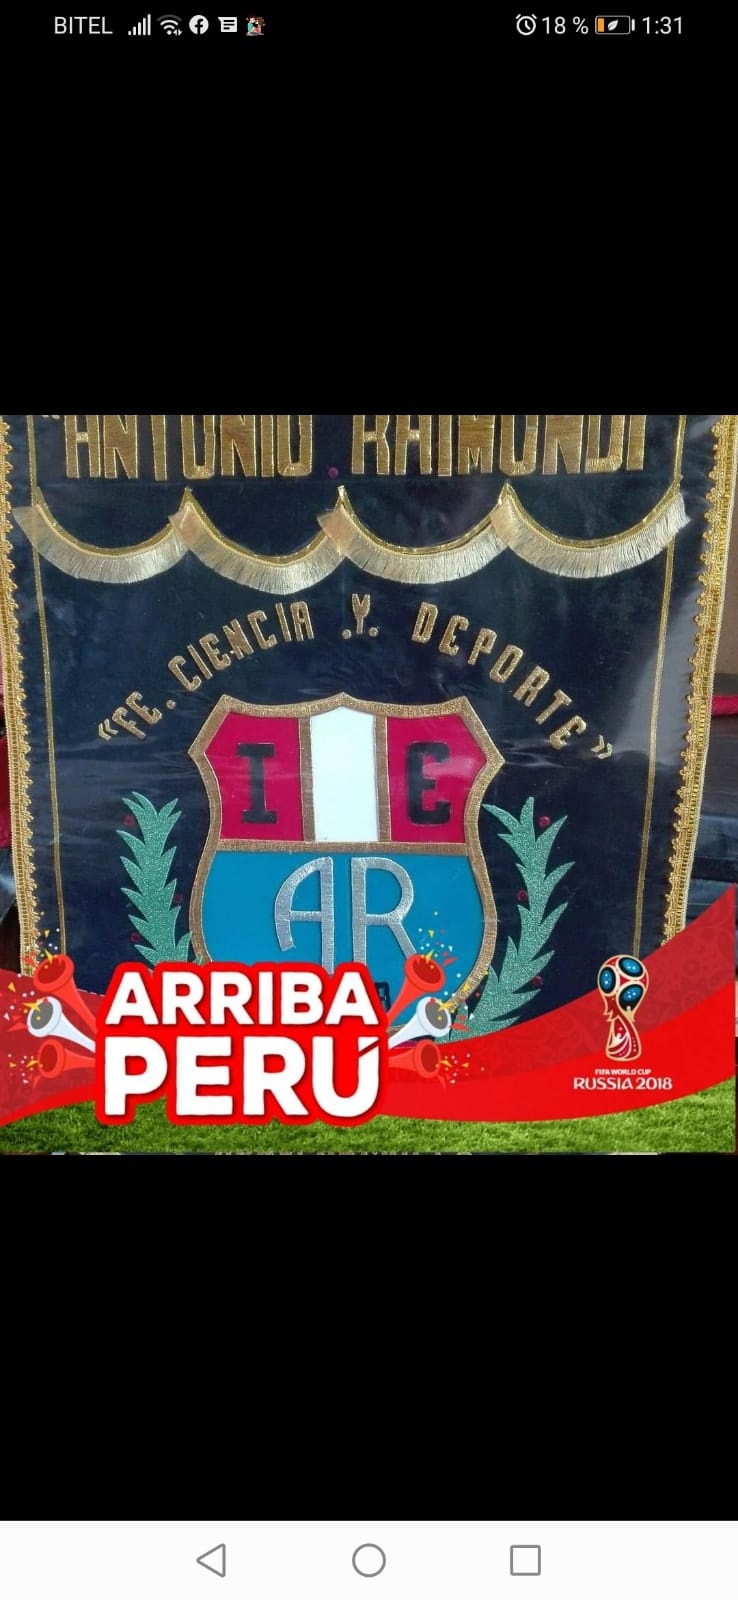 BITEL
18 %
1:31
"ANTONIO RAIMONDI
"FE. CIENCIA .Y. DEPORTE"
I E
AR
ARRIBA
PERÚ
FIFA WORLD CUP
RUSSIA 2018